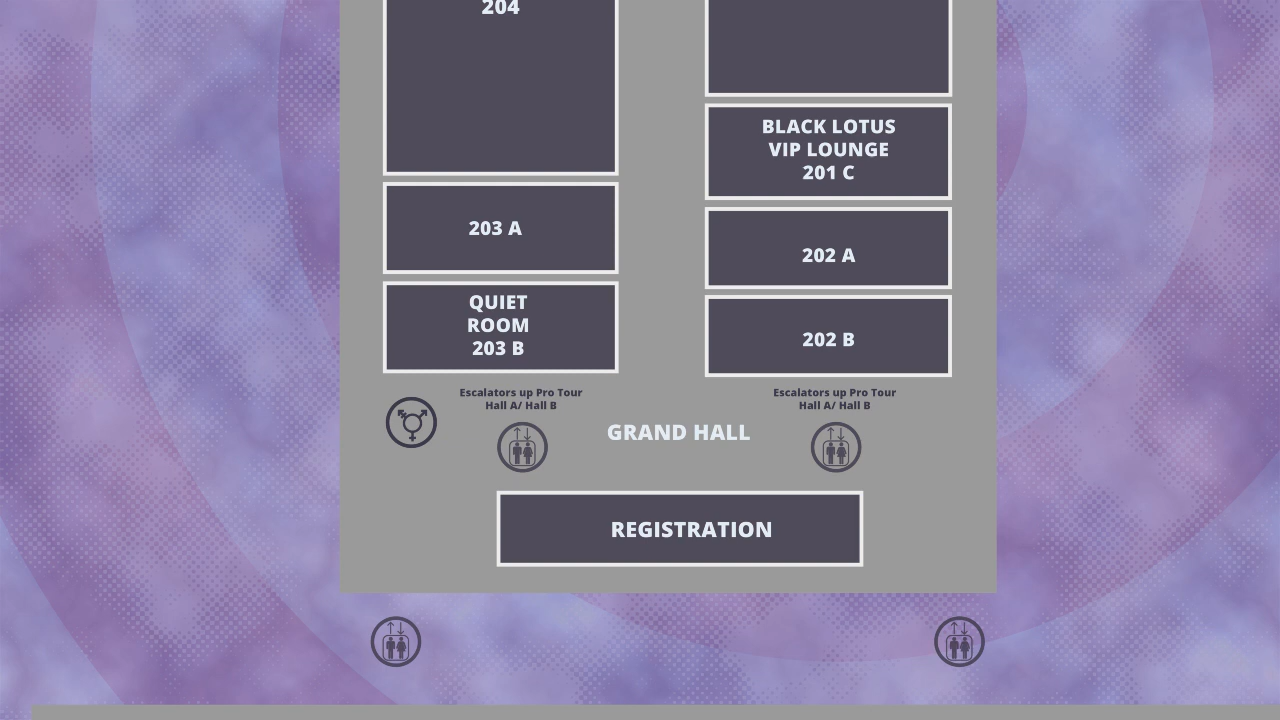 204
BLACK LOTUS
VIP LOUNGE
201 C
203 A
202 A
QUIET
ROOM
203 B
202 B
Escalators up Pro Tour
Hall A/ Hall B
Escalators up Pro Tour
Hall A/ Hall B
GRAND HALL
REGISTRATION